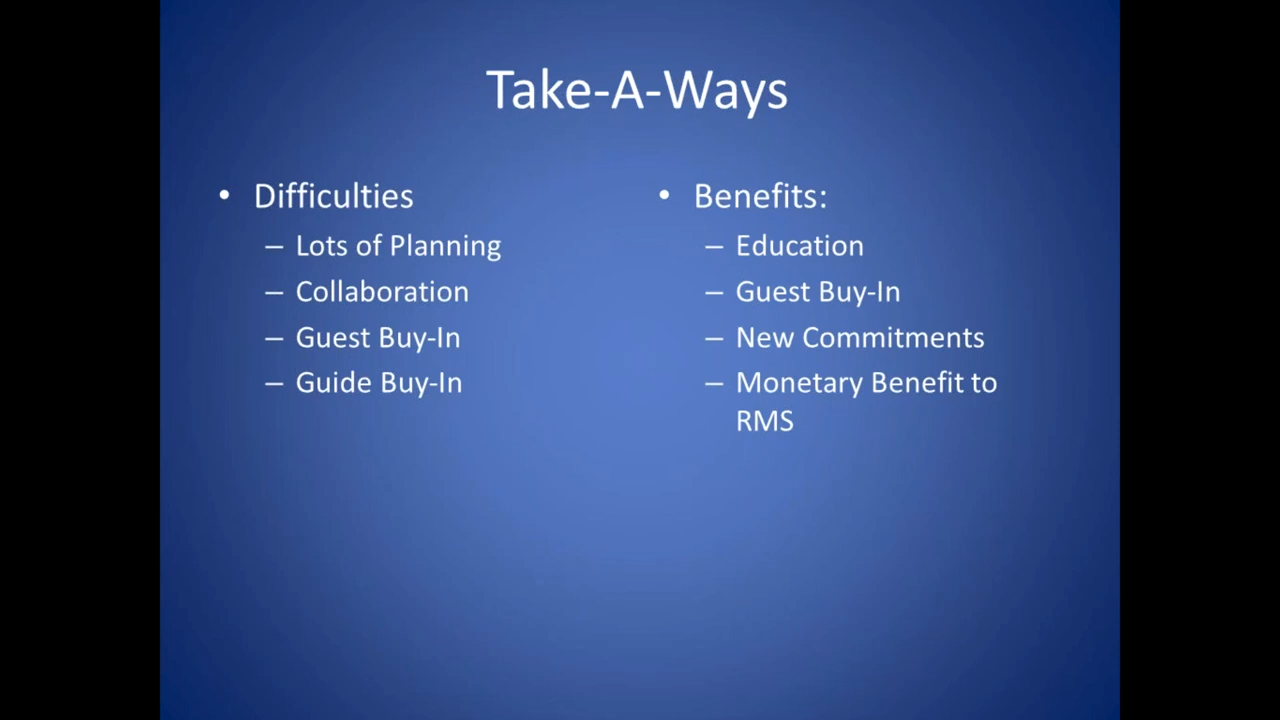 Take-A-Ways
• Difficulties
– Lots of Planning
– Collaboration
– Guest Buy-In
– Guide Buy-In
• Benefits:
– Education
– Guest Buy-In
– New Commitments
– Monetary Benefit to
RMS